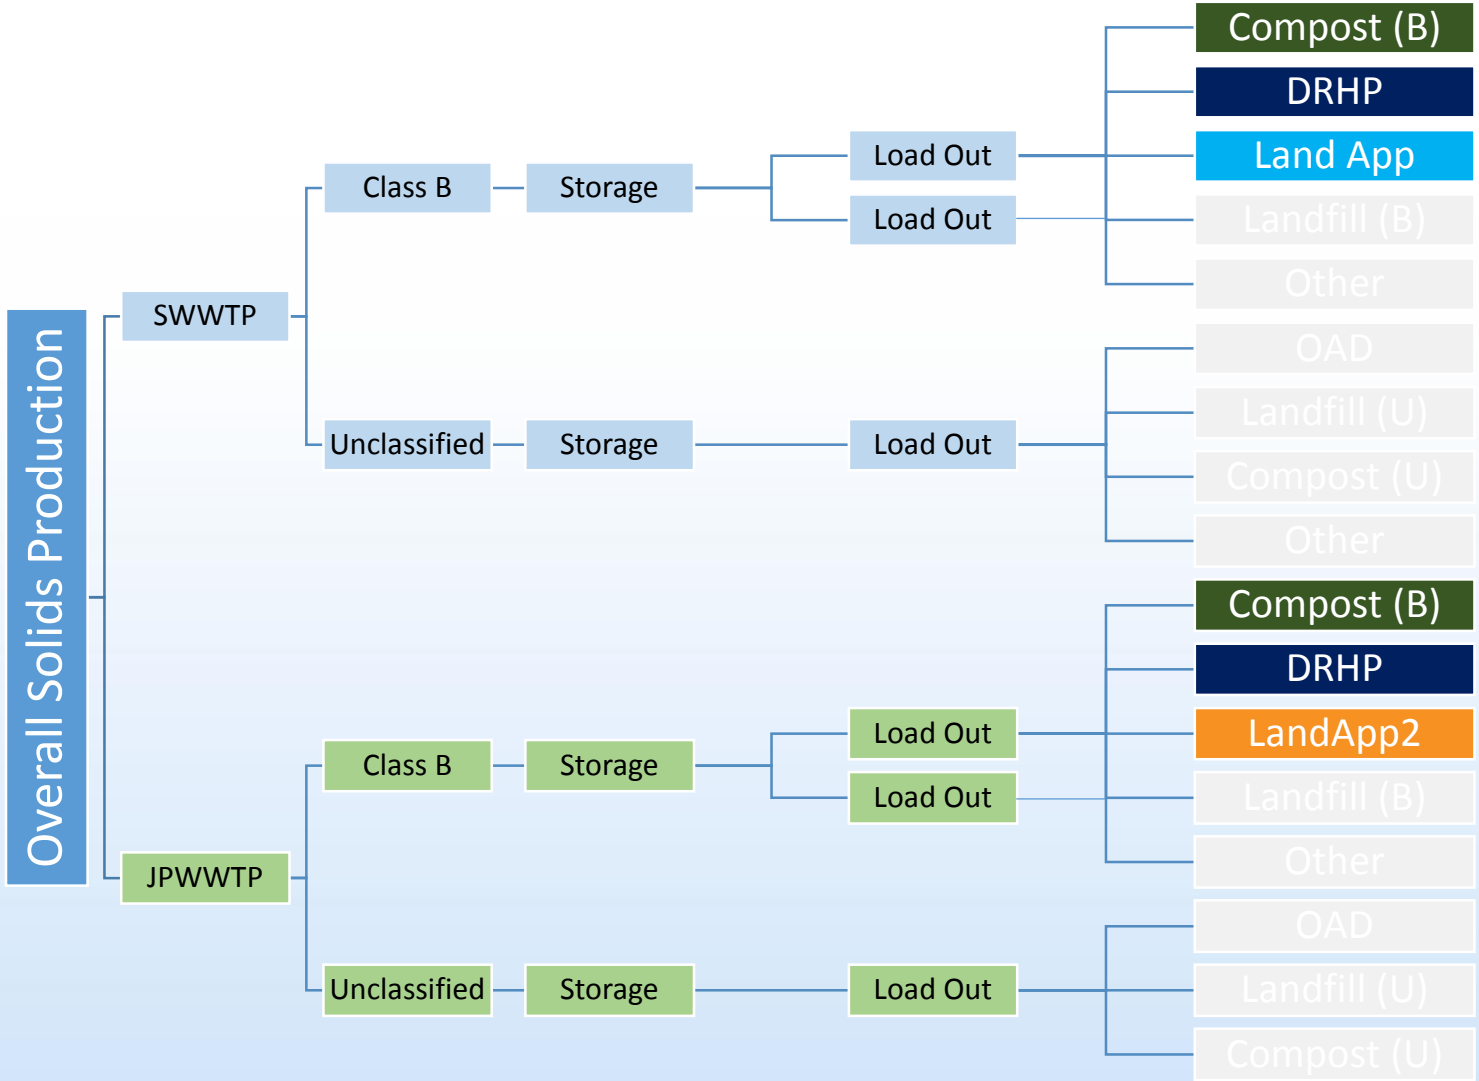 Overall Solids Production
SWWTP
Class B
Storage
Load Out
Load Out
Compost (B)
DRHP
Land App
Landfill (B)
Other
Unclassified
Storage
Load Out
OAD
Landfill (U)
Compost (U)
Other
JPWWTP
Class B
Storage
Load Out
Load Out
Compost (B)
DRHP
LandApp2
Landfill (B)
Other
Unclassified
Storage
Load Out
OAD
Landfill (U)
Compost (U)